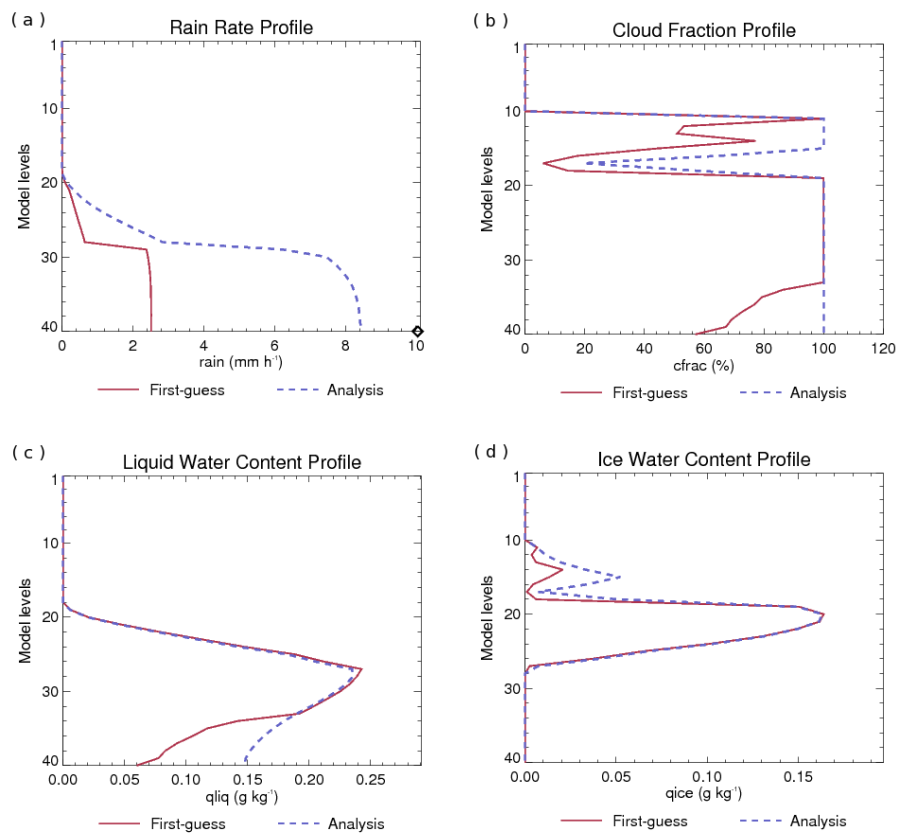 ( a )
Rain Rate Profile
1
10
20
30
40
Model levels
0 2 4 6 8 10
rain (mm h-1)
First-guess Analysis
( b )
Cloud Fraction Profile
1
10
20
30
40
Model levels
0 20 40 60 80 100 120
cfrac (%)
First-guess Analysis
( c )
Liquid Water Content Profile
1
10
20
30
40
Model levels
0.00 0.05 0.10 0.15 0.20 0.25
qliq (g kg-1)
First-guess Analysis
( d )
Ice Water Content Profile
1
10
20
30
40
Model levels
0.00 0.05 0.10 0.15
qice (g kg-1)
First-guess Analysis